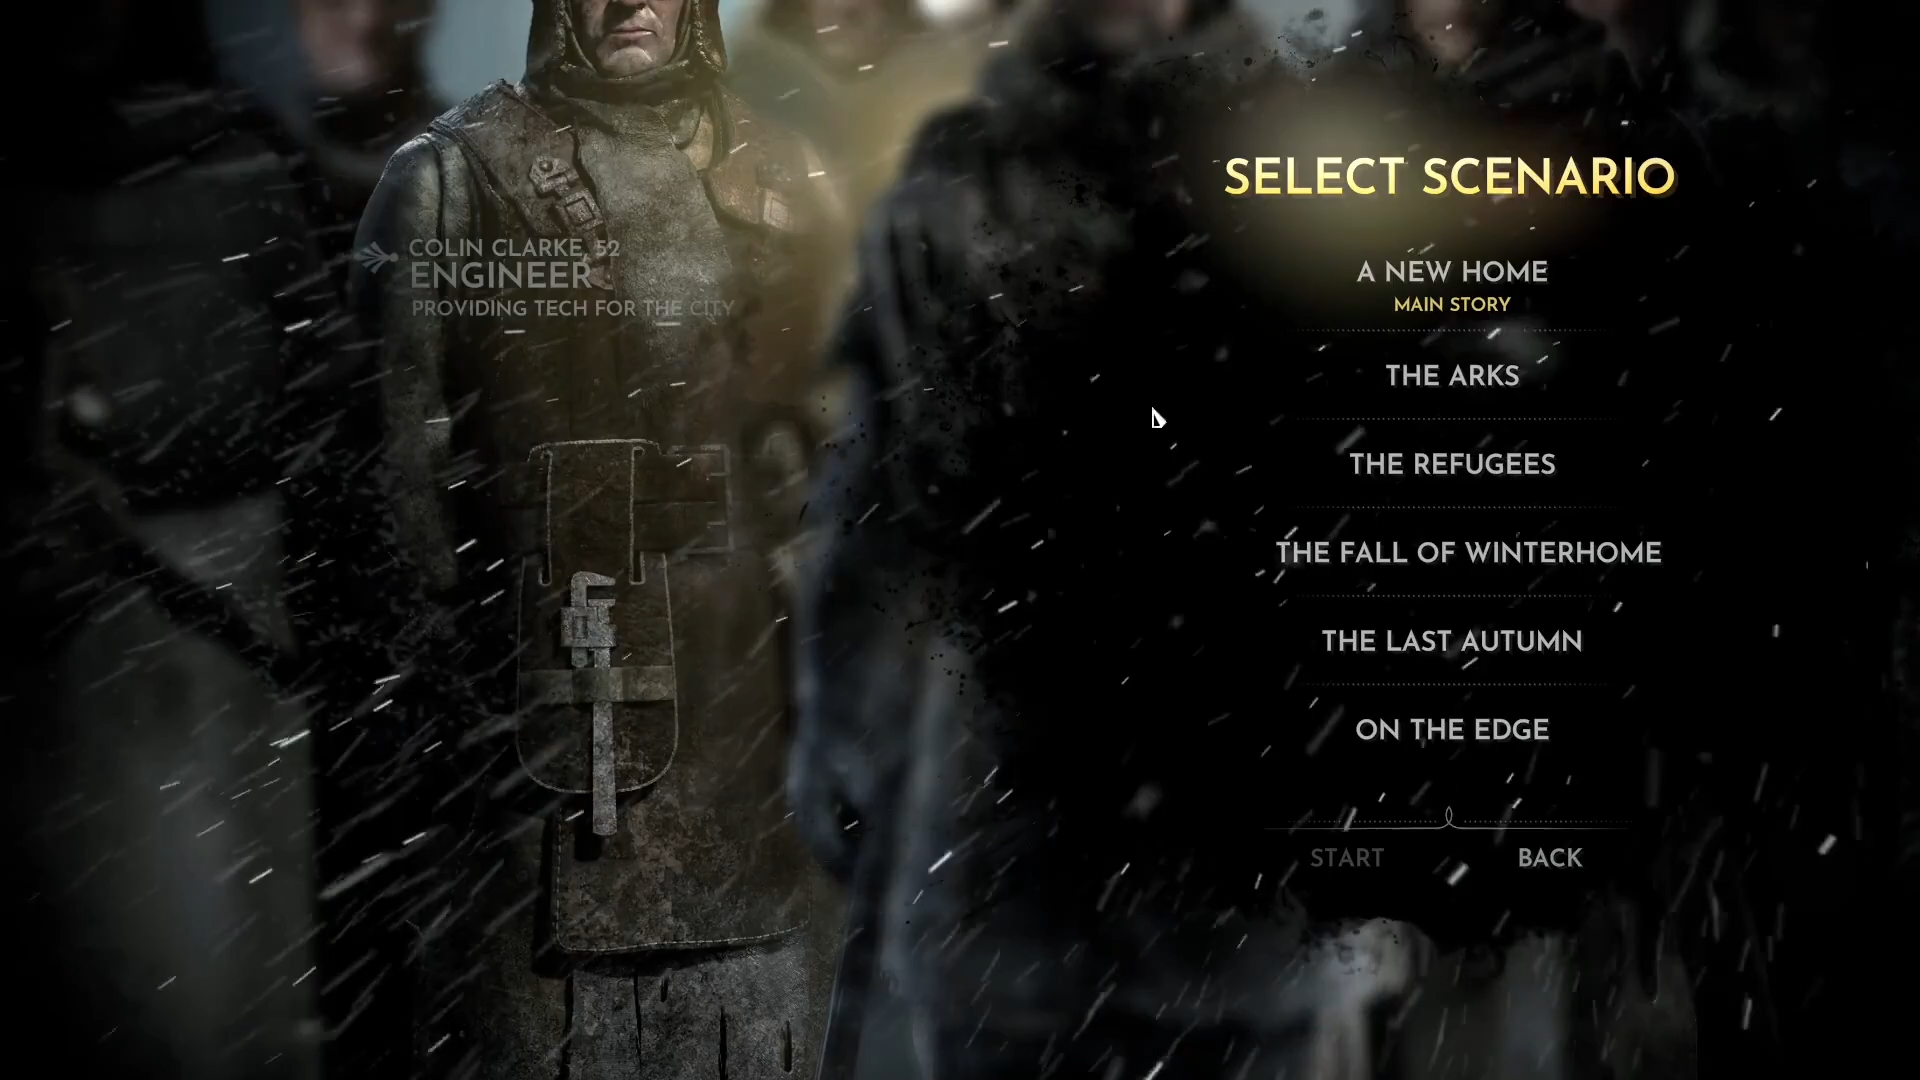 COLIN CLARKE, 52
ENGINEER
PROVIDING TECH FOR THE CITY
SELECT SCENARIO
A NEW HOME
MAIN STORY
THE ARKS
THE REFUGEES
THE FALL OF WINTERHOME
THE LAST AUTUMN
ON THE EDGE
START
BACK